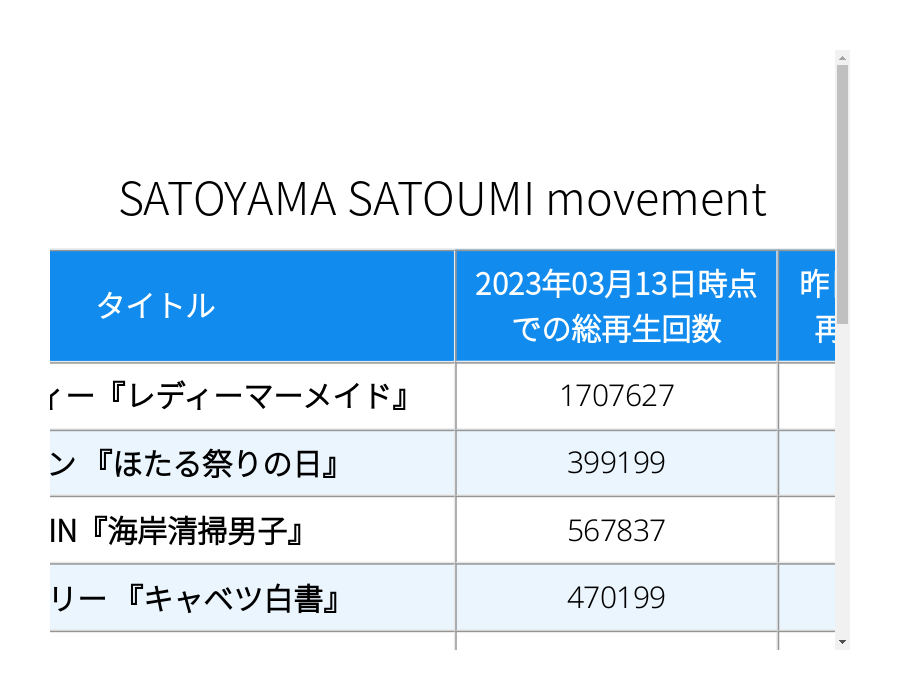 SATOYAMA SATOUMI movement
タイトル
2023年03月13日時点
での総再生回数
昨
ィー『レディーマーメイド』
1707627
ン 『ほたる祭りの日』
399199
IN『海岸清掃男子』
567837
リー 『キャベツ白書』
470199